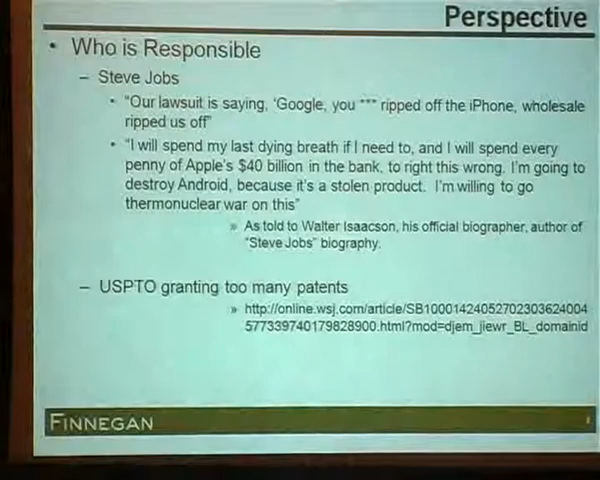 Perspective
• Who is Responsible
– Steve Jobs
• "Our lawsuit is saying, 'Google, you *** ripped off the iPhone, wholesale
ripped us off"
• "I will spend my last dying breath if I need to, and I will spend every
penny of Apple's $40 billion in the bank, to right this wrong. I'm going to
destroy Android, because it's a stolen product. I'm willing to go
thermonuclear war on this"
» As told to Walter Isaacson, his official biographer, author of
"Steve Jobs" biography.
– USPTO granting too many patents
» http://online.wsj.com/article/SB10001424052702303624004
577339740179828900.html?mod=djem_jiewr_BL_domainid
FINNEGAN